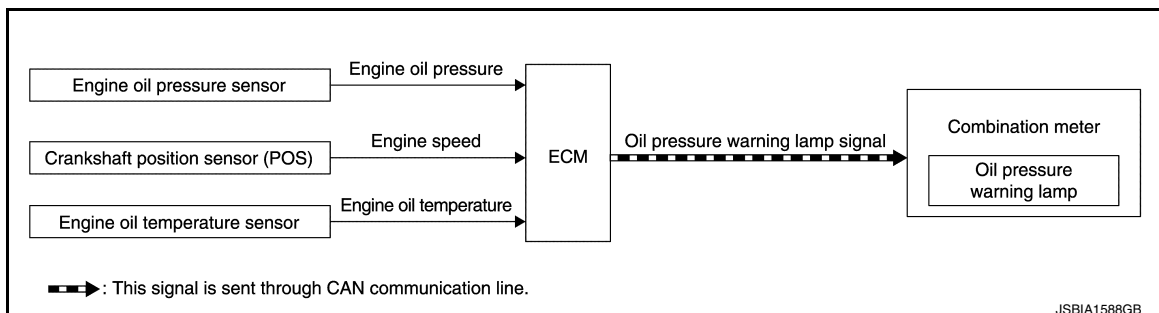 Engine oil pressure sensor
Engine oil pressure
Crankshaft position sensor (POS)
Engine speed
Engine oil temperature sensor
Engine oil temperature
ECM
Oil pressure warning lamp signal
Combination meter
Oil pressure
warning lamp
: This signal is sent through CAN communication line.
JSBIA1588GB